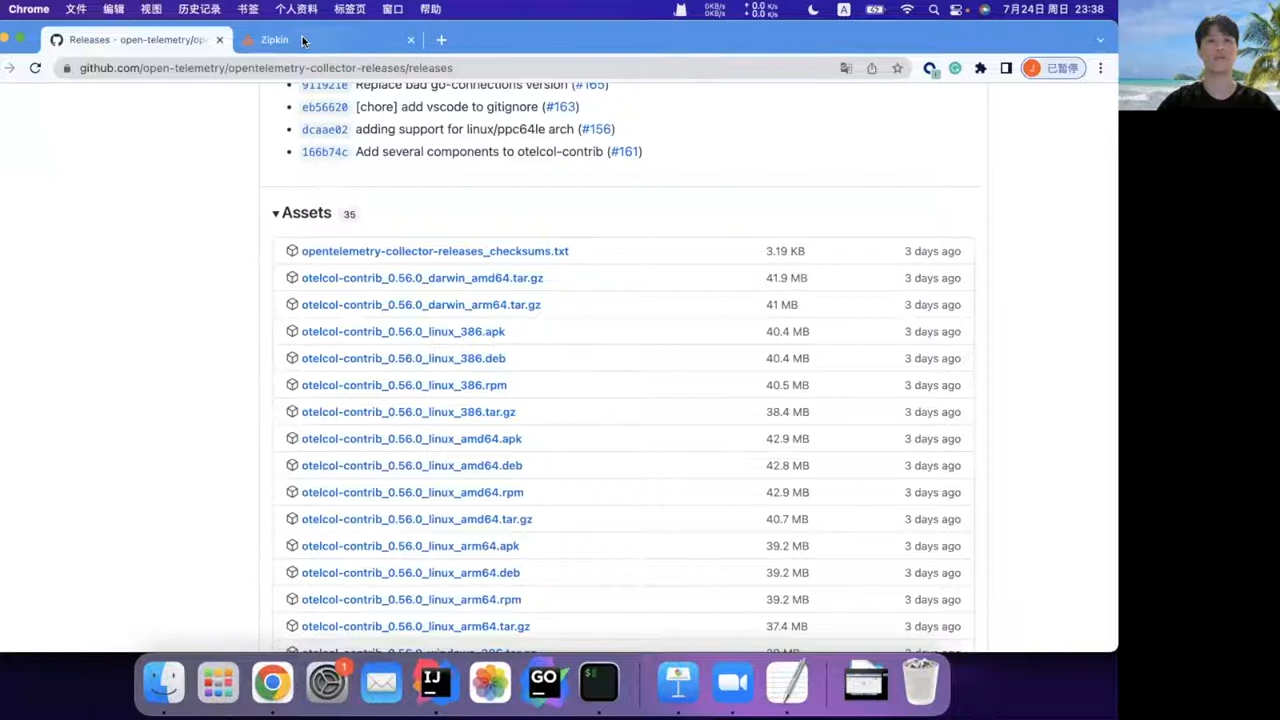 Chrome 文件 编辑 视图 历史记录 书签 个人资料 标签页 窗口 帮助 0KB/s 0KB/s 0.0 K/s 0.0 K/s A 7月24日 周日 23:38
Releases · open-telemetry/op
Zipkin
github.com/open-telemetry/opentelemetry-collector-releases/releases
J 已暂停
911921e Replace bad go-connections version (#165)
eb56620 [chore] add vscode to gitignore (#163)
dcaae02 adding support for linux/ppc64le arch (#156)
166b74c Add several components to otelcol-contrib (#161)
Assets 35
opentelemetry-collector-releases_checksums.txt 3.19 KB 3 days ago
otelcol-contrib_0.56.0_darwin_amd64.tar.gz 41.9 MB 3 days ago
otelcol-contrib_0.56.0_darwin_arm64.tar.gz 41 MB 3 days ago
otelcol-contrib_0.56.0_linux_386.apk 40.4 MB 3 days ago
otelcol-contrib_0.56.0_linux_386.deb 40.4 MB 3 days ago
otelcol-contrib_0.56.0_linux_386.rpm 40.5 MB 3 days ago
otelcol-contrib_0.56.0_linux_386.tar.gz 38.4 MB 3 days ago
otelcol-contrib_0.56.0_linux_amd64.apk 42.9 MB 3 days ago
otelcol-contrib_0.56.0_linux_amd64.deb 42.8 MB 3 days ago
otelcol-contrib_0.56.0_linux_amd64.rpm 42.9 MB 3 days ago
otelcol-contrib_0.56.0_linux_amd64.tar.gz 40.7 MB 3 days ago
otelcol-contrib_0.56.0_linux_arm64.apk 39.2 MB 3 days ago
otelcol-contrib_0.56.0_linux_arm64.deb 39.2 MB 3 days ago
otelcol-contrib_0.56.0_linux_arm64.rpm 39.2 MB 3 days ago
otelcol-contrib_0.56.0_linux_arm64.tar.gz 37.4 MB 3 days ago
1
IJ
GO
$